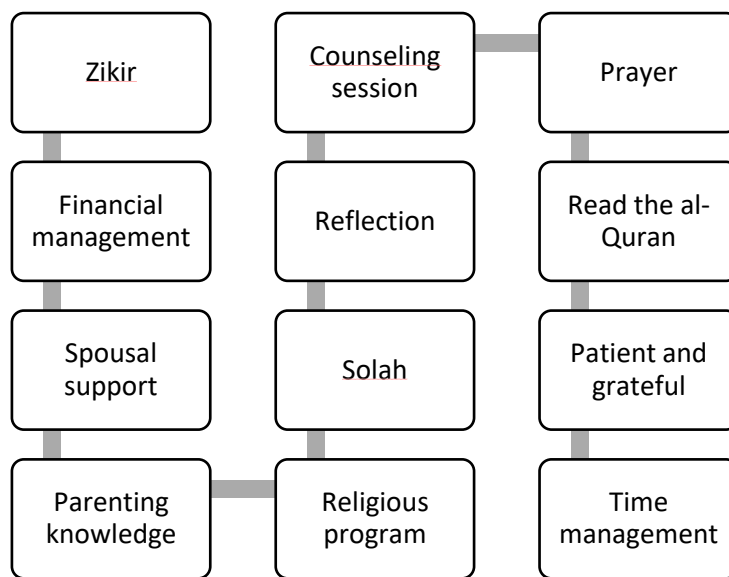 Zikir
Financial
management
Spousal
support
Parenting
knowledge
Religious
program
Solah
Reflection
Counseling
session
Prayer
Read the al-
Quran
Patient and
grateful
Time
management